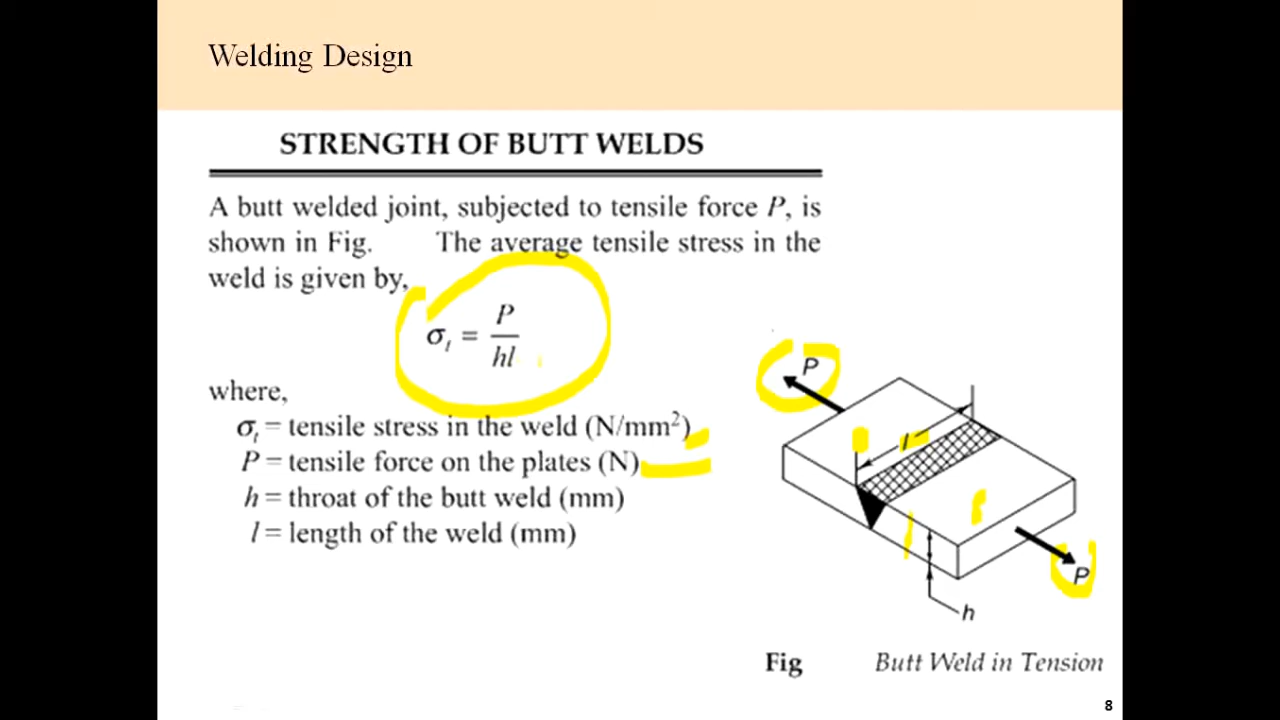 Welding Design
STRENGTH OF BUTT WELDS
A butt welded joint, subjected to tensile force P, is
shown in Fig. The average tensile stress in the
weld is given by,
σt = P/hl
where,
σt = tensile stress in the weld (N/mm²)
P = tensile force on the plates (N)
h = throat of the butt weld (mm)
l = length of the weld (mm)
P
l
P
h
Fig Butt Weld in Tension
8